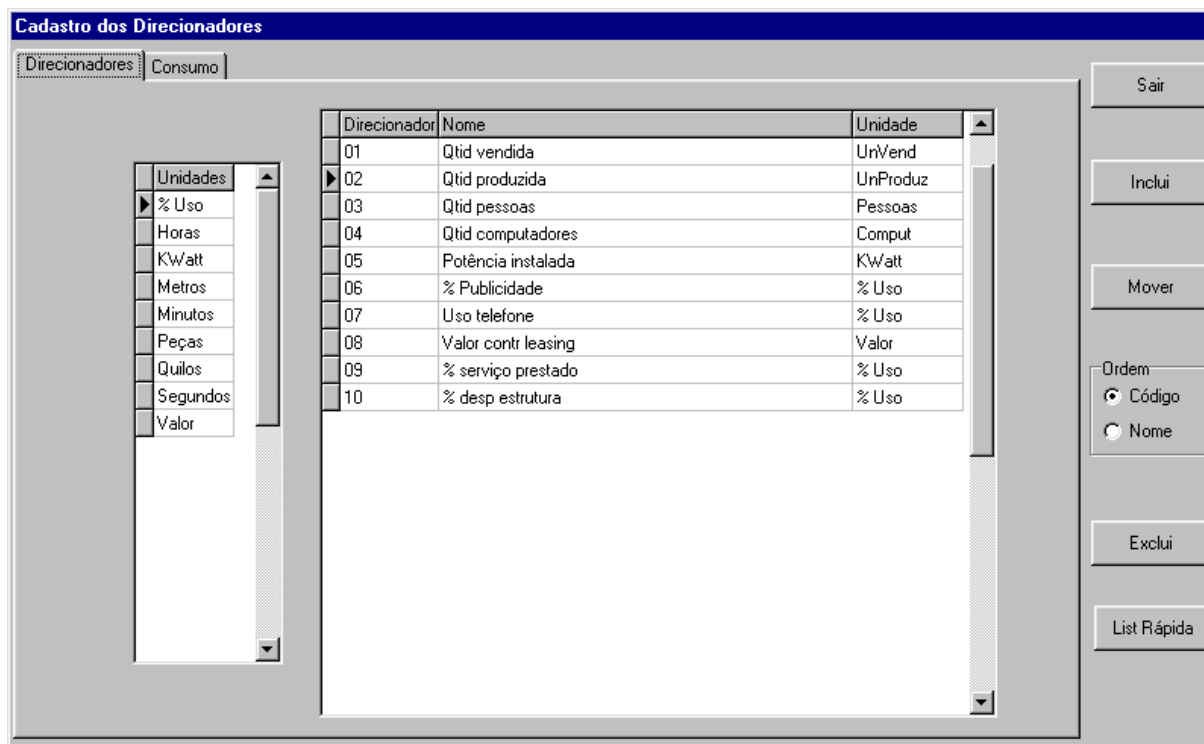 Cadastro dos Direcionadores
Direcionadores Consumo
Sair
Inclui
Mover
Ordem
Código
Nome
Exclui
List Rápida
Unidades
% Uso
Horas
KWatt
Metros
Minutos
Peças
Quilos
Segundos
Valor
Direcionador Nome Unidade
01 Qtid vendida UnVend
02 Qtid produzida UnProduz
03 Qtid pessoas Pessoas
04 Qtid computadores Comput
05 Potência instalada KWatt
06 % Publicidade % Uso
07 Uso telefone % Uso
08 Valor contr leasing Valor
09 % serviço prestado % Uso
10 % desp estrutura % Uso